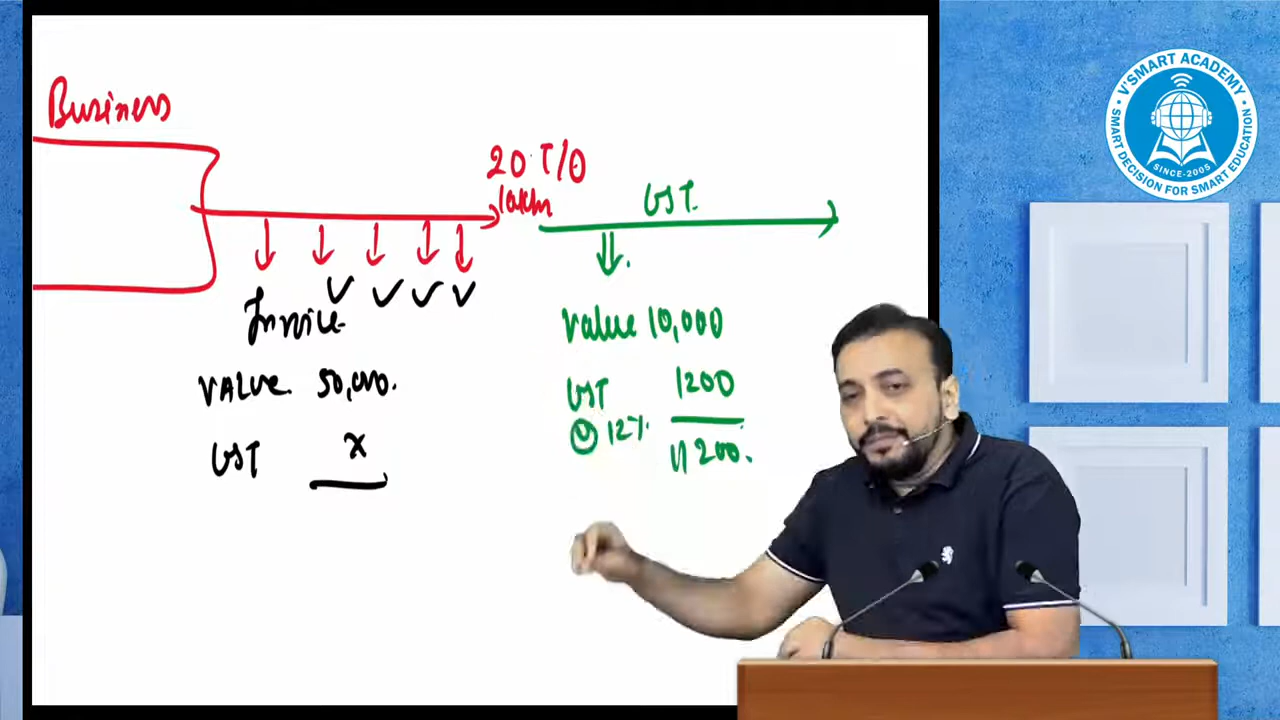 Business
20 T/O
lakhs
GST
Invoice
VALUE 50,000.
GST x
Value 10,000
GST 1200
@ 12%
11200.
V'SMART ACADEMY
SINCE-2005
SMART DECISION FOR SMART EDUCATION